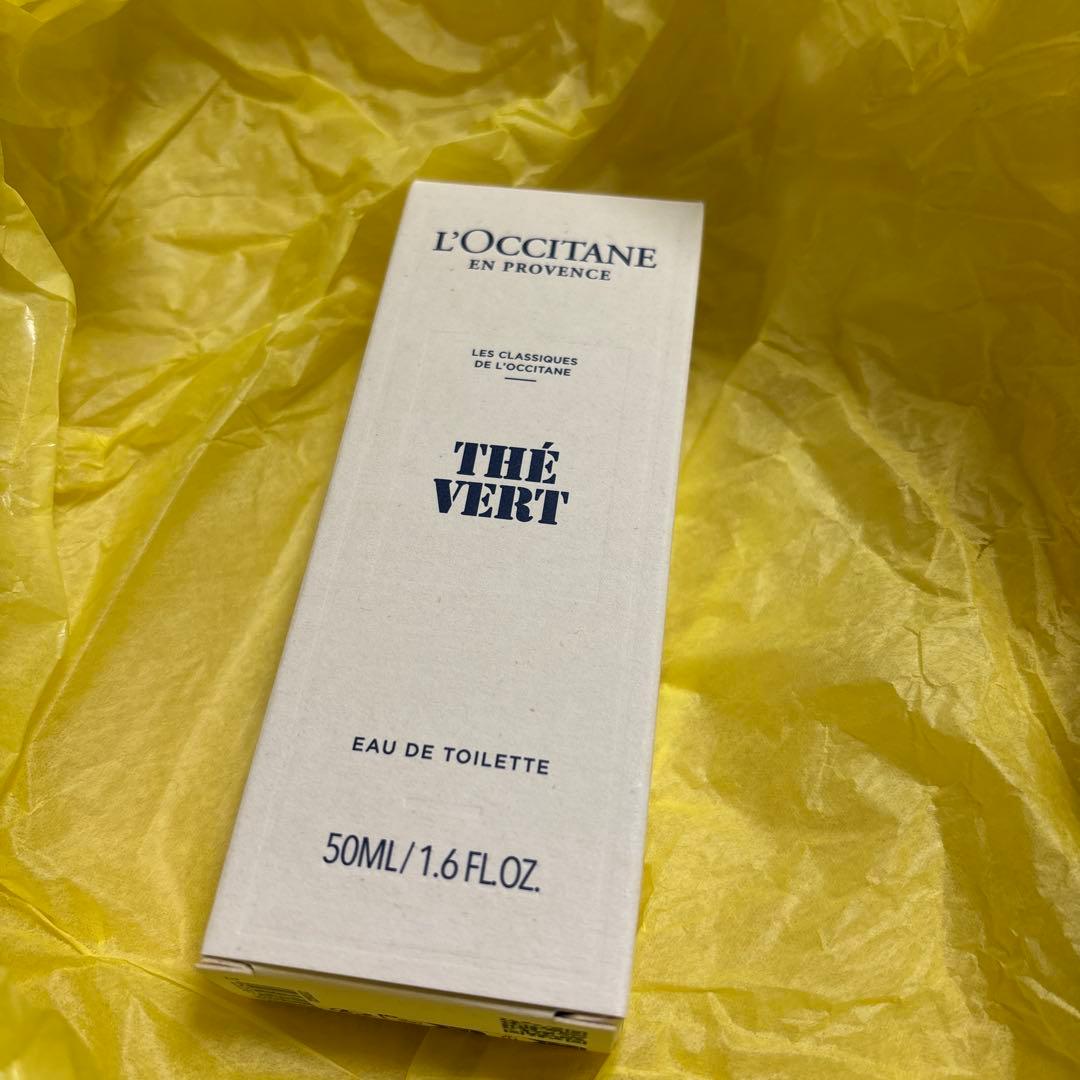 L'OCCITANE
EN PROVENCE
LES CLASSIQUES
DE L'OCCITANE
THÉ
VERT
EAU DE TOILETTE
50ML/1.6 FL.OZ.